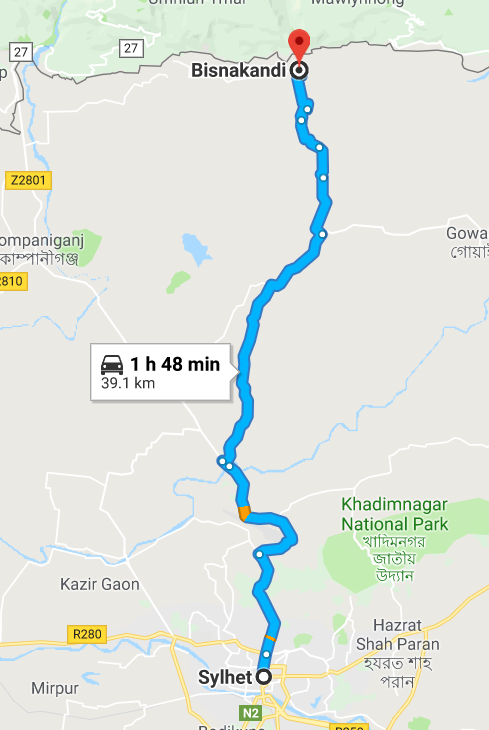 Mawlynnong
27
27
Bisnakandi
Z2801
ompaniganj
কোম্পানীগঞ্জ
Gowa
গোয়াই
2810
1 h 48 min
39.1 km
Khadimnagar
National Park
খাদিমনগর
জাতীয়
উদ্যান
Kazir Gaon
R280
Hazrat
Shah Paran
হযরত শাহ
পরান
Sylhet
Mirpur
N2